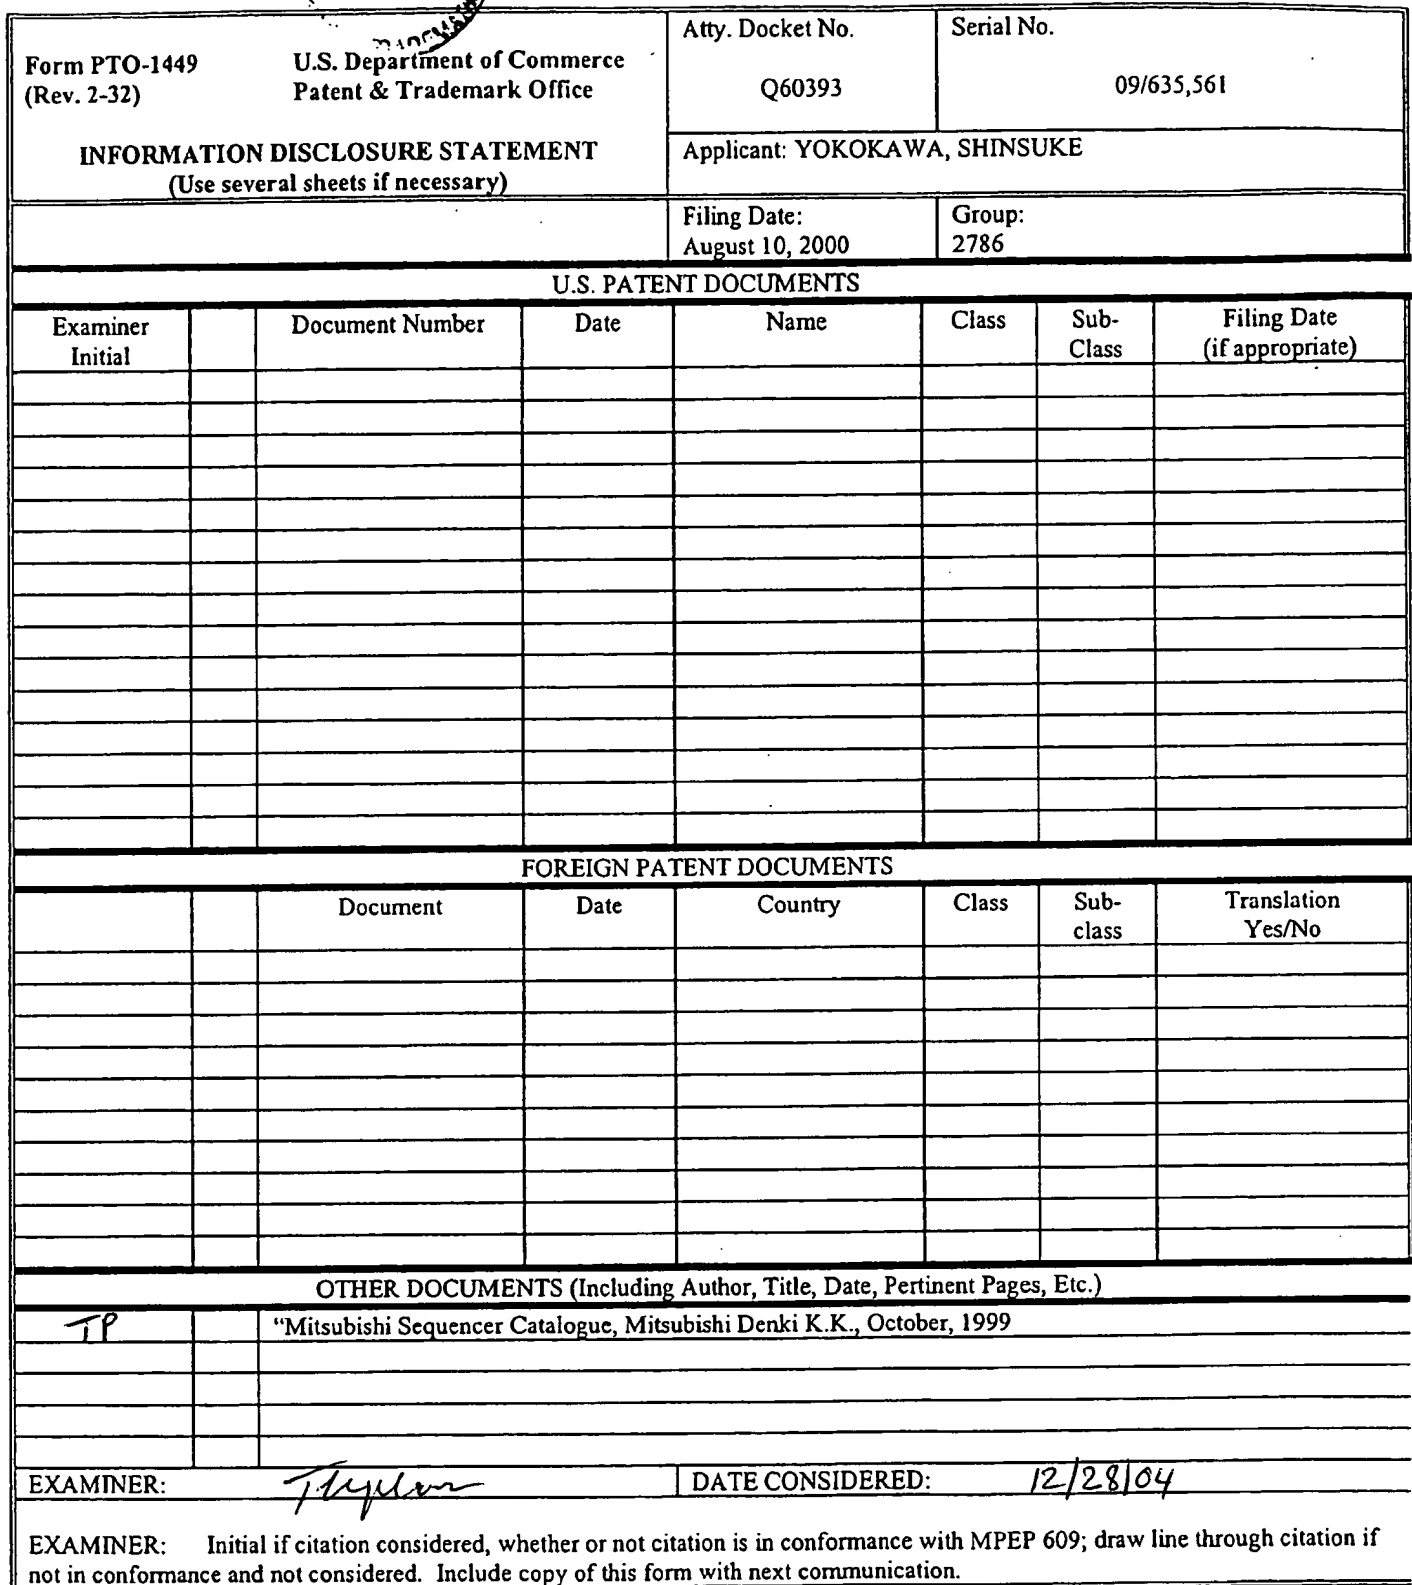 Form PTO-1449
(Rev. 2-32)
U.S. Department of Commerce
Patent & Trademark Office
INFORMATION DISCLOSURE STATEMENT
(Use several sheets if necessary)
Atty. Docket No.
Q60393
Serial No.
09/635,561
Applicant: YOKOKAWA, SHINSUKE
Filing Date:
August 10, 2000
Group:
2786
U.S. PATENT DOCUMENTS
Examiner
Initial
Document Number
Date
Name
Class
Sub-
Class
Filing Date
(if appropriate)
FOREIGN PATENT DOCUMENTS
Document
Date
Country
Class
Sub-
class
Translation
Yes/No
OTHER DOCUMENTS (Including Author, Title, Date, Pertinent Pages, Etc.)
TP
"Mitsubishi Sequencer Catalogue, Mitsubishi Denki K.K., October, 1999
EXAMINER:
DATE CONSIDERED: 12/28/04
EXAMINER: Initial if citation considered, whether or not citation is in conformance with MPEP 609; draw line through citation if
not in conformance and not considered. Include copy of this form with next communication.